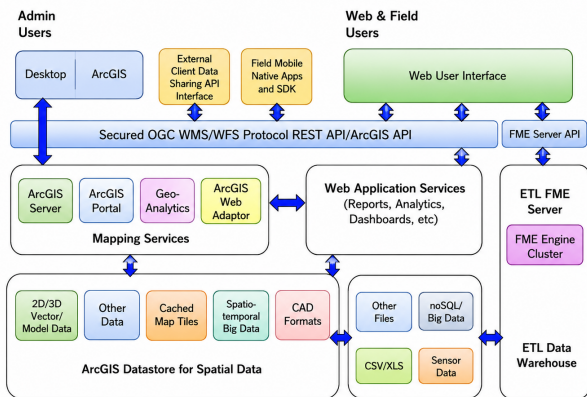 Admin
Users
Web & Field
Users
Desktop
ArcGIS
External
Client Data
Sharing API
Interface
Field Mobile
Native Apps
and SDK
Web User Interface
Secured OGC WMS/WFS Protocol REST API/ArcGIS API
FME Server API
ArcGIS
Server
ArcGIS
Portal
Geo-
Analytics
ArcGIS
Web
Adaptor
Mapping Services
Web Application Services
(Reports, Analytics,
Dashboards, etc)
ETL FME
Server
FME Engine
Cluster
2D/3D
Vector/
Model Data
Other
Data
Cached
Map Tiles
Spatio-
temporal
Big Data
CAD
Formats
ArcGIS Datastore for Spatial Data
Other
Files
noSQL/
Big Data
CSV/XLS
Sensor
Data
ETL Data
Warehouse